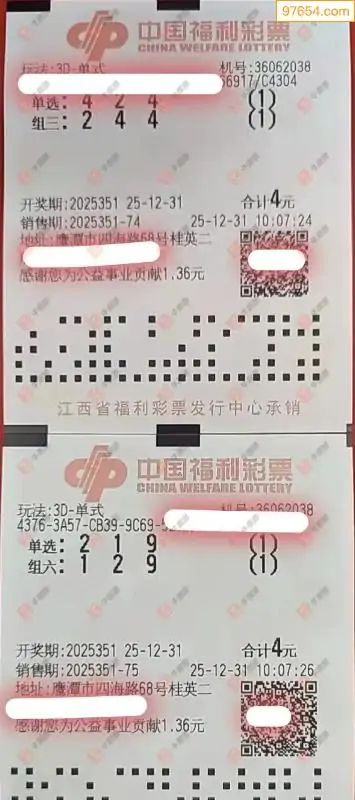 97654.com
中国福利彩票
CHINA WELFARE LOTTERY
玩法:3D-单式 机号:36062038
6917/C4304
单选: 4 2 4 (1)
组三: 2 4 4 (1)
开奖期:2025351 25-12-31 合计4元
销售期:2025351-74 25-12-31 10:07:24
地址:鹰潭市四海路68号桂英二
感谢您为公益事业贡献1.36元
江西省福利彩票发行中心承销
中国福利彩票
CHINA WELFARE LOTTERY
玩法:3D-单式 机号:36062038
4376-3A57-CB39-9C69-
单选: 2 1 9 (1)
组六: 1 2 9 (1)
开奖期:2025351 25-12-31 合计4元
销售期:2025351-75 25-12-31 10:07:26
地址:鹰潭市四海路68号桂英二
感谢您为公益事业贡献1.36元